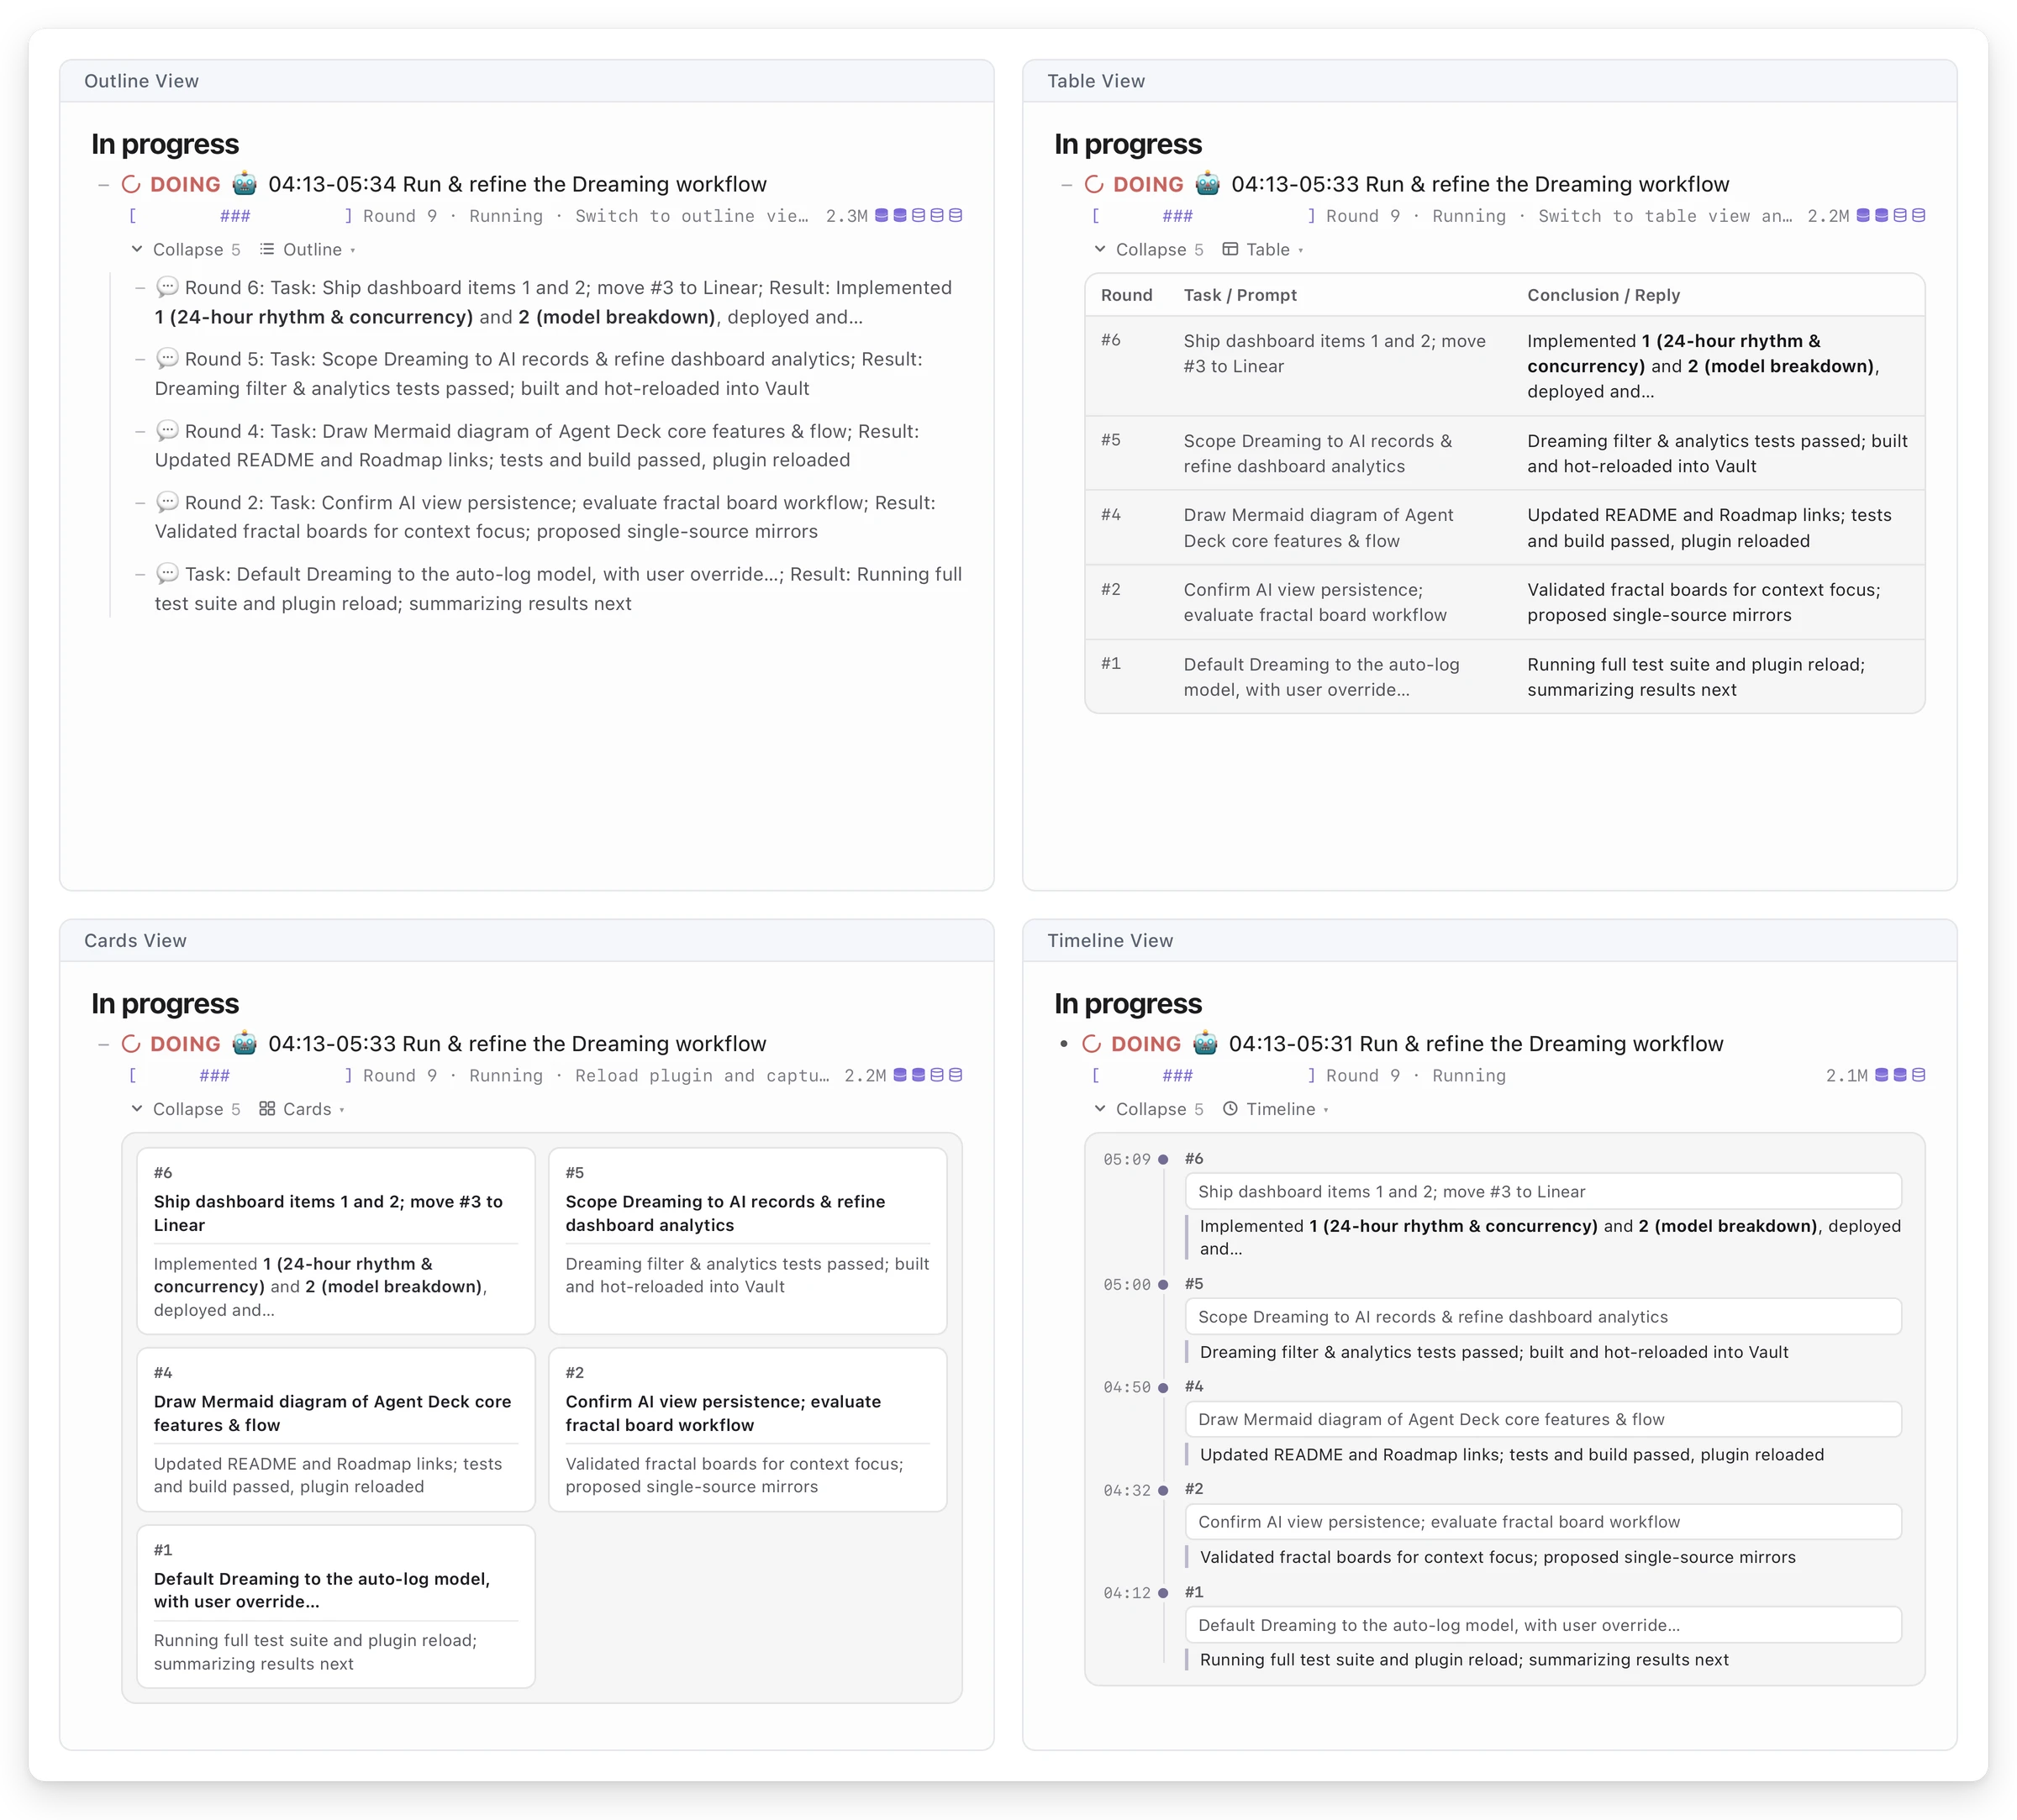 Outline View
In progress
– DOING 🤖 04:13-05:34 Run & refine the Dreaming workflow
[ ### ] Round 9 · Running · Switch to outline vie… 2.3M
Collapse 5 Outline
– 💬 Round 6: Task: Ship dashboard items 1 and 2; move #3 to Linear; Result: Implemented
1 (24-hour rhythm & concurrency) and 2 (model breakdown), deployed and...
– 💬 Round 5: Task: Scope Dreaming to AI records & refine dashboard analytics; Result:
Dreaming filter & analytics tests passed; built and hot-reloaded into Vault
– 💬 Round 4: Task: Draw Mermaid diagram of Agent Deck core features & flow; Result:
Updated README and Roadmap links; tests and build passed, plugin reloaded
– 💬 Round 2: Task: Confirm AI view persistence; evaluate fractal board workflow; Result:
Validated fractal boards for context focus; proposed single-source mirrors
– 💬 Task: Default Dreaming to the auto-log model, with user override...; Result: Running full
test suite and plugin reload; summarizing results next
Table View
In progress
– DOING 🤖 04:13-05:33 Run & refine the Dreaming workflow
[ ### ] Round 9 · Running · Switch to table view an… 2.2M
Collapse 5 Table
Round Task / Prompt Conclusion / Reply
#6
Ship dashboard items 1 and 2; move
#3 to Linear
Implemented 1 (24-hour rhythm &
concurrency) and 2 (model breakdown),
deployed and...
#5
Scope Dreaming to AI records &
refine dashboard analytics
Dreaming filter & analytics tests passed; built
and hot-reloaded into Vault
#4
Draw Mermaid diagram of Agent
Deck core features & flow
Updated README and Roadmap links; tests
and build passed, plugin reloaded
#2
Confirm AI view persistence;
evaluate fractal board workflow
Validated fractal boards for context focus;
proposed single-source mirrors
#1
Default Dreaming to the auto-log
model, with user override...
Running full test suite and plugin reload;
summarizing results next
Cards View
In progress
– DOING 🤖 04:13-05:33 Run & refine the Dreaming workflow
[ ### ] Round 9 · Running · Reload plugin and captu… 2.2M
Collapse 5 Cards
#6
Ship dashboard items 1 and 2; move #3 to
Linear
Implemented 1 (24-hour rhythm &
concurrency) and 2 (model breakdown),
deployed and...
#5
Scope Dreaming to AI records & refine
dashboard analytics
Dreaming filter & analytics tests passed; built
and hot-reloaded into Vault
#4
Draw Mermaid diagram of Agent Deck core
features & flow
Updated README and Roadmap links; tests
and build passed, plugin reloaded
#2
Confirm AI view persistence; evaluate
fractal board workflow
Validated fractal boards for context focus;
proposed single-source mirrors
#1
Default Dreaming to the auto-log model,
with user override...
Running full test suite and plugin reload;
summarizing results next
Timeline View
In progress
• DOING 🤖 04:13-05:31 Run & refine the Dreaming workflow
[ ### ] Round 9 · Running 2.1M
Collapse 5 Timeline
05:09 #6
Ship dashboard items 1 and 2; move #3 to Linear
Implemented 1 (24-hour rhythm & concurrency) and 2 (model breakdown), deployed
and...
05:00 #5
Scope Dreaming to AI records & refine dashboard analytics
Dreaming filter & analytics tests passed; built and hot-reloaded into Vault
04:50 #4
Draw Mermaid diagram of Agent Deck core features & flow
Updated README and Roadmap links; tests and build passed, plugin reloaded
04:32 #2
Confirm AI view persistence; evaluate fractal board workflow
Validated fractal boards for context focus; proposed single-source mirrors
04:12 #1
Default Dreaming to the auto-log model, with user override...
Running full test suite and plugin reload; summarizing results next